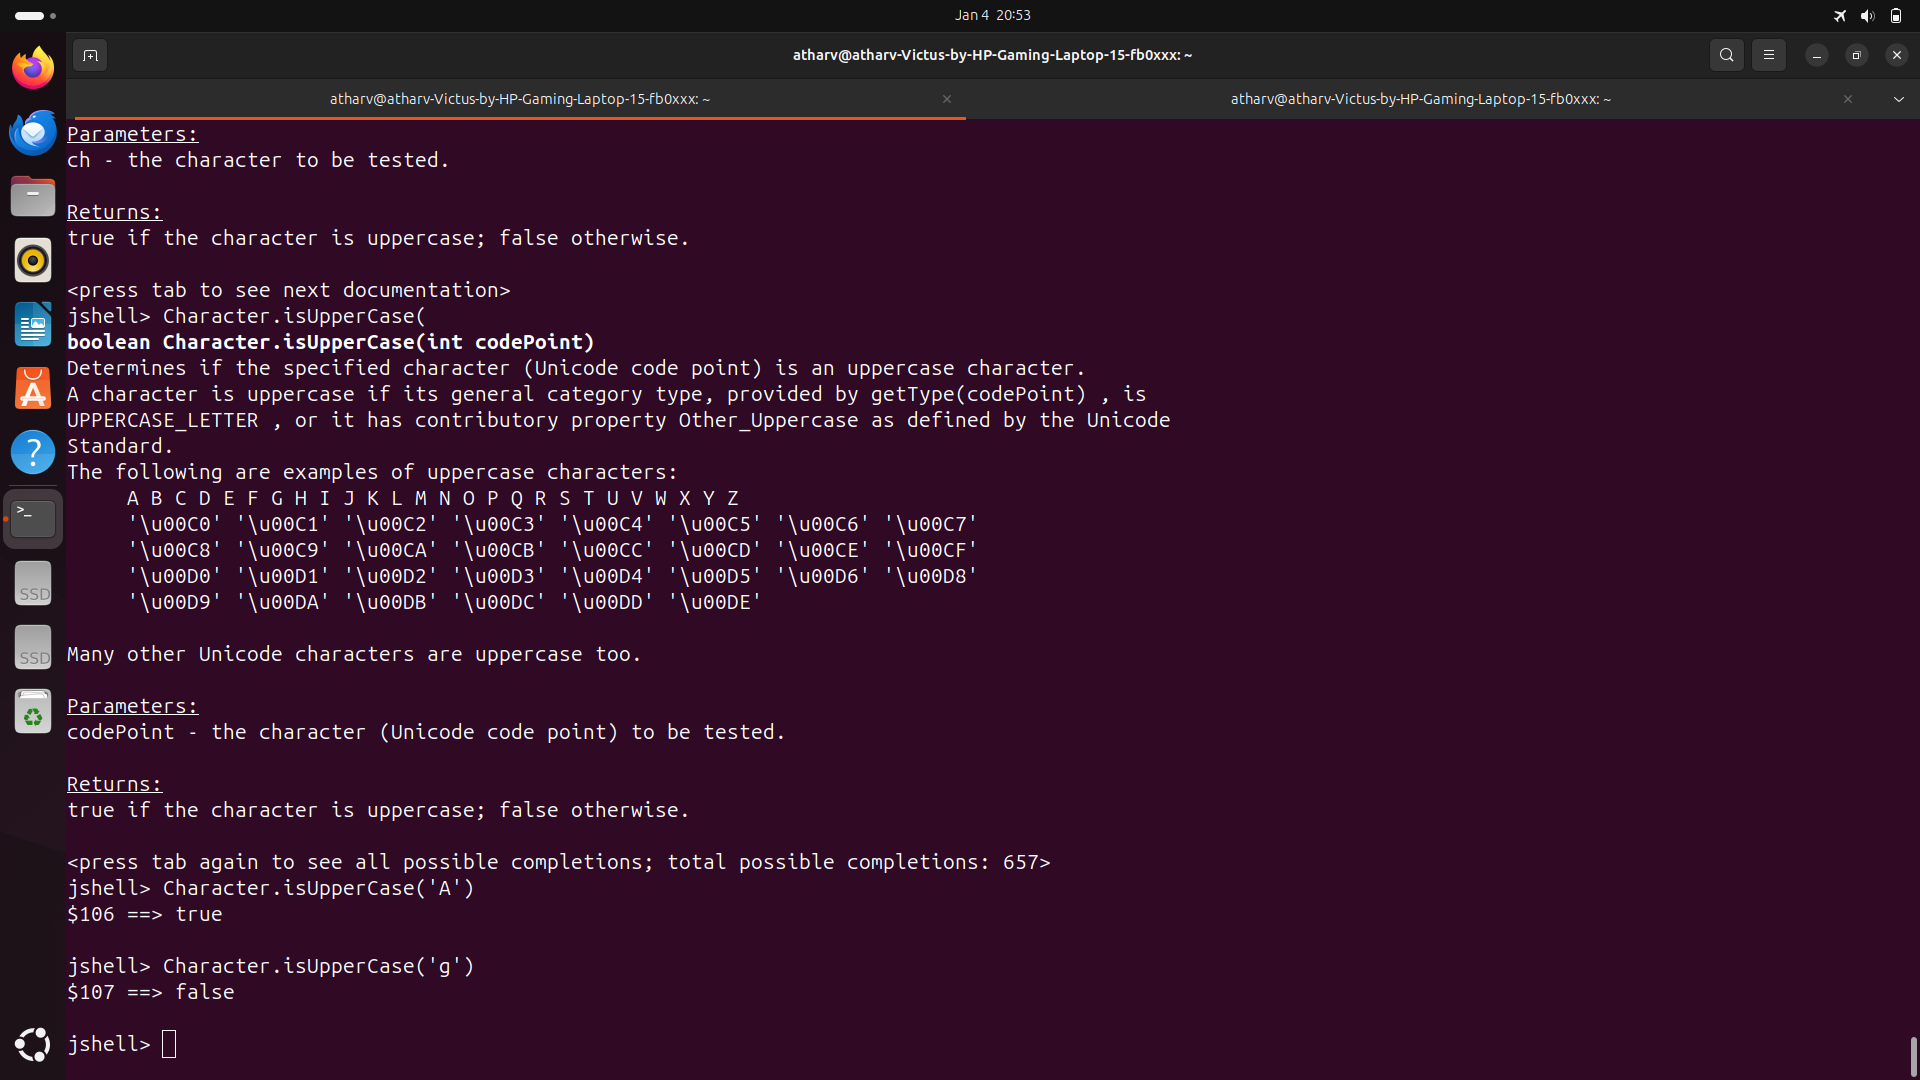 Jan 4 20:53
atharv@atharv-Victus-by-HP-Gaming-Laptop-15-fb0xxx: ~
atharv@atharv-Victus-by-HP-Gaming-Laptop-15-fb0xxx: ~
atharv@atharv-Victus-by-HP-Gaming-Laptop-15-fb0xxx: ~
Parameters:
ch - the character to be tested.
Returns:
true if the character is uppercase; false otherwise.
<press tab to see next documentation>
jshell> Character.isUpperCase(
boolean Character.isUpperCase(int codePoint)
Determines if the specified character (Unicode code point) is an uppercase character.
A character is uppercase if its general category type, provided by getType(codePoint) , is
UPPERCASE_LETTER , or it has contributory property Other_Uppercase as defined by the Unicode
Standard.
The following are examples of uppercase characters:
A B C D E F G H I J K L M N O P Q R S T U V W X Y Z
'\u00C0' '\u00C1' '\u00C2' '\u00C3' '\u00C4' '\u00C5' '\u00C6' '\u00C7'
'\u00C8' '\u00C9' '\u00CA' '\u00CB' '\u00CC' '\u00CD' '\u00CE' '\u00CF'
'\u00D0' '\u00D1' '\u00D2' '\u00D3' '\u00D4' '\u00D5' '\u00D6' '\u00D8'
'\u00D9' '\u00DA' '\u00DB' '\u00DC' '\u00DD' '\u00DE'
Many other Unicode characters are uppercase too.
Parameters:
codePoint - the character (Unicode code point) to be tested.
Returns:
true if the character is uppercase; false otherwise.
<press tab again to see all possible completions; total possible completions: 657>
jshell> Character.isUpperCase('A')
$106 ==> true
jshell> Character.isUpperCase('g')
$107 ==> false
jshell>
SSD
SSD